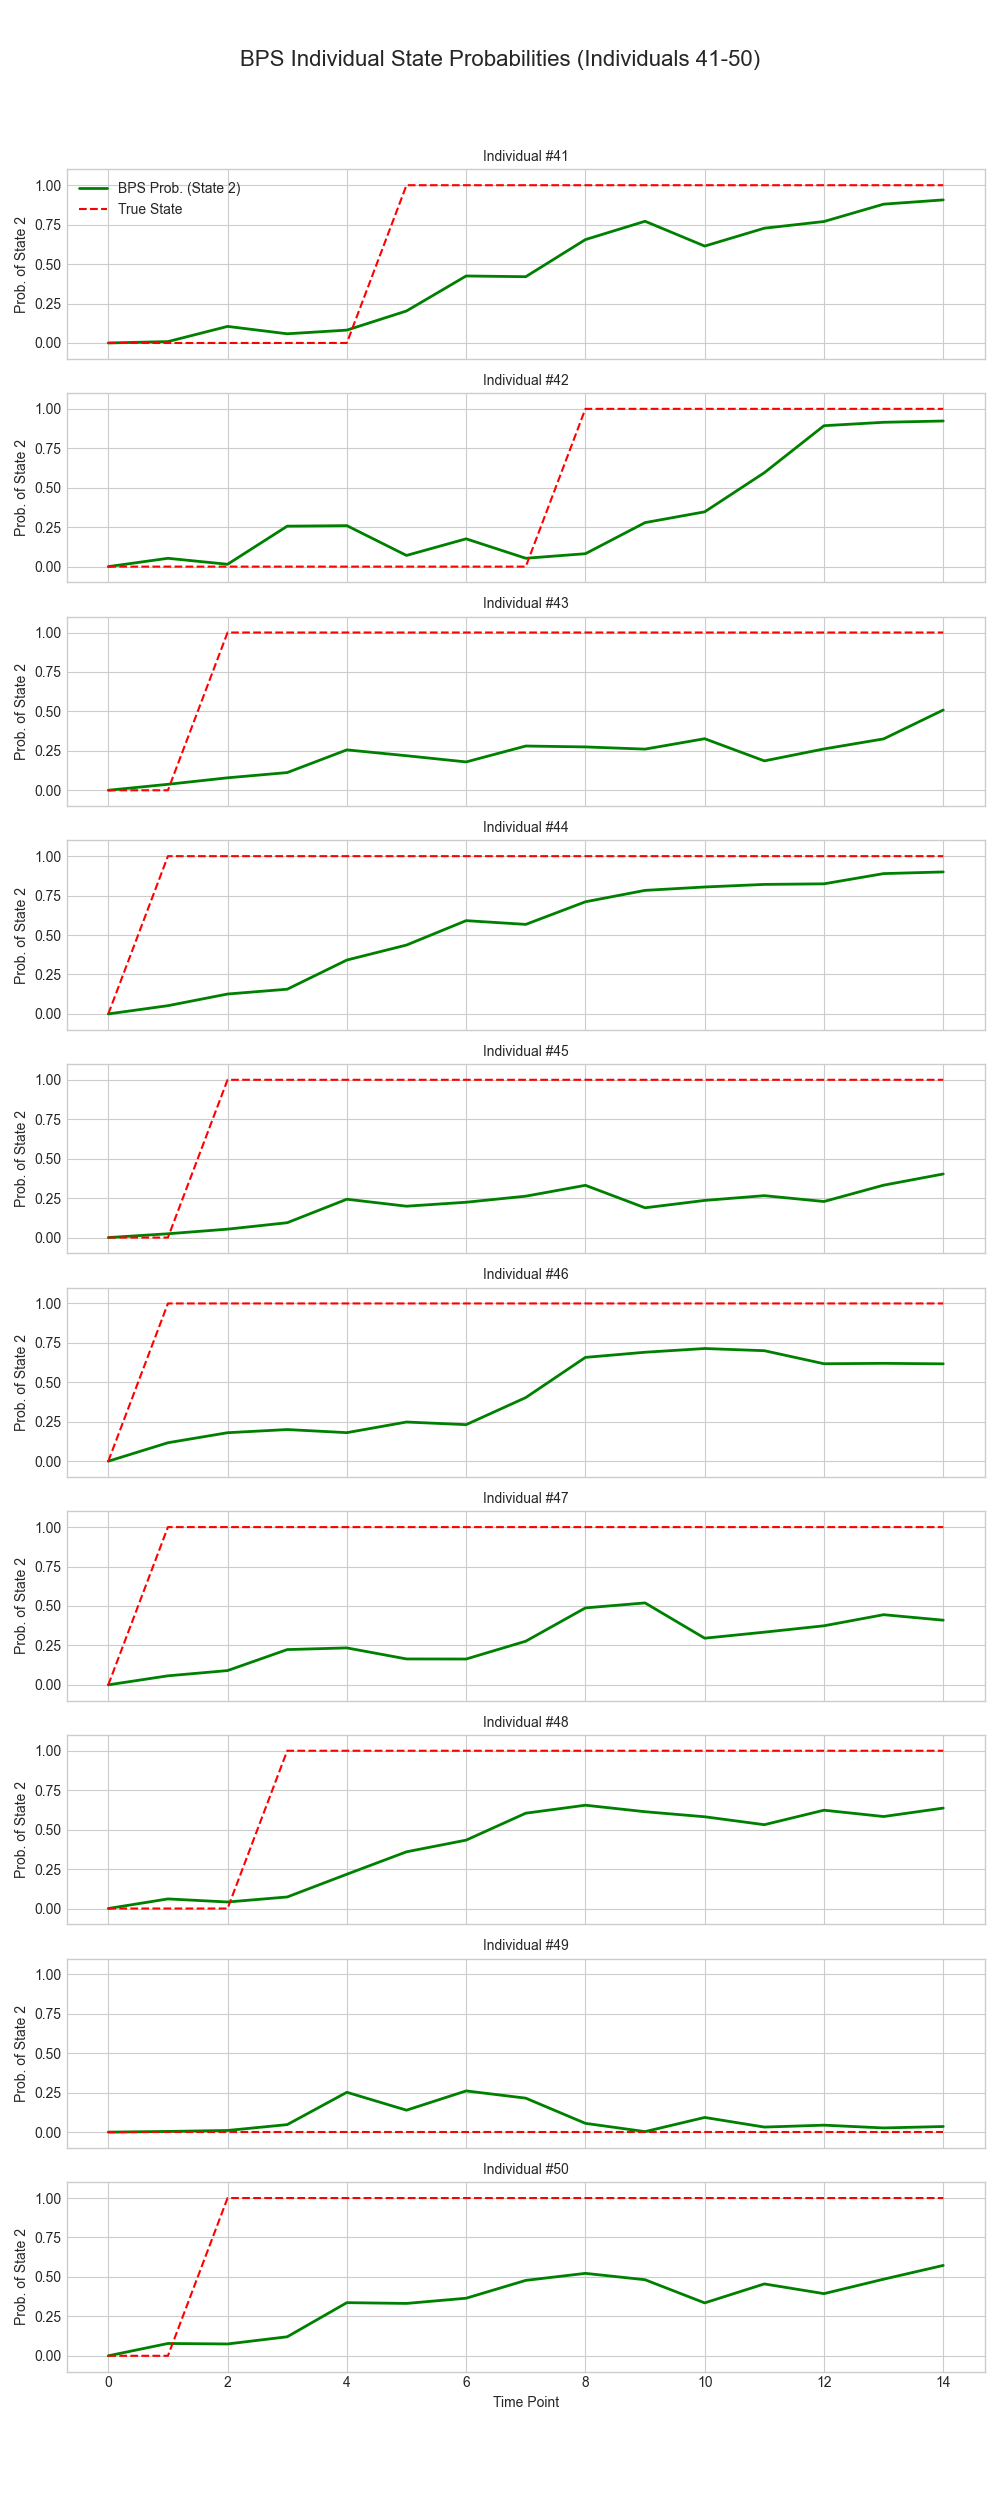 BPS Individual State Probabilities (Individuals 41-50)
Individual #41
Prob. of State 2
1.00
0.75
0.50
0.25
0.00
BPS Prob. (State 2)
True State
Individual #42
Prob. of State 2
1.00
0.75
0.50
0.25
0.00
Individual #43
Prob. of State 2
1.00
0.75
0.50
0.25
0.00
Individual #44
Prob. of State 2
1.00
0.75
0.50
0.25
0.00
Individual #45
Prob. of State 2
1.00
0.75
0.50
0.25
0.00
Individual #46
Prob. of State 2
1.00
0.75
0.50
0.25
0.00
Individual #47
Prob. of State 2
1.00
0.75
0.50
0.25
0.00
Individual #48
Prob. of State 2
1.00
0.75
0.50
0.25
0.00
Individual #49
Prob. of State 2
1.00
0.75
0.50
0.25
0.00
Individual #50
Prob. of State 2
1.00
0.75
0.50
0.25
0.00
0 2 4 6 8 10 12 14
Time Point